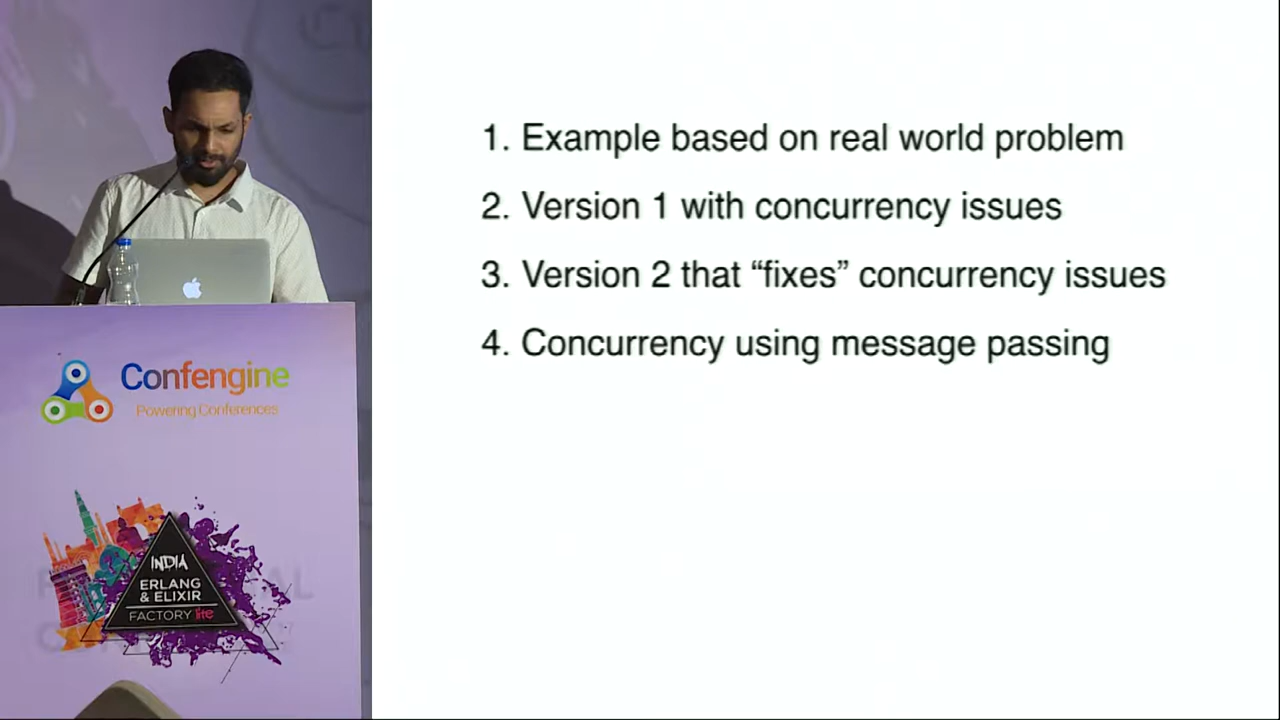 1. Example based on real world problem
2. Version 1 with concurrency issues
3. Version 2 that “fixes” concurrency issues
4. Concurrency using message passing
Confengine
Powering Conferences
INDIA
ERLANG
& ELIXIR
FACTORY lite